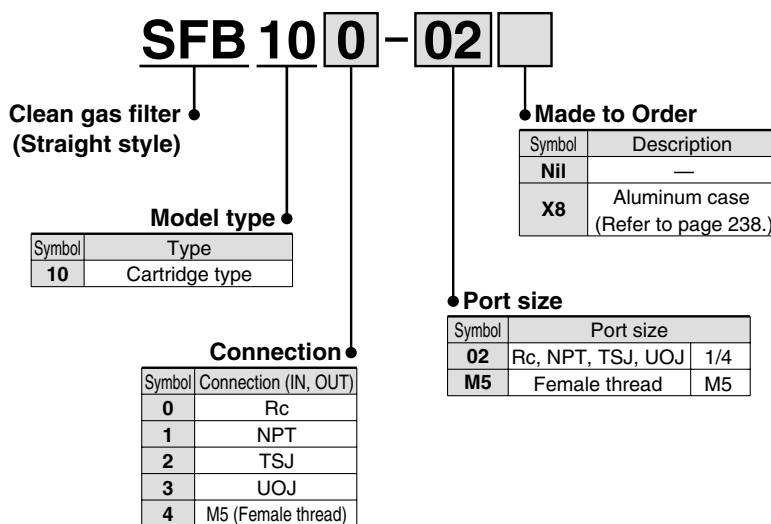 SFB 10 0 - 02
Clean gas filter
(Straight style)
Made to Order
Symbol Description
Nil —
X8 Aluminum case
(Refer to page 238.)
Model type
Symbol Type
10 Cartridge type
Port size
Symbol Port size
02 Rc, NPT, TSJ, UOJ 1/4
M5 Female thread M5
Connection
Symbol Connection (IN, OUT)
0 Rc
1 NPT
2 TSJ
3 UOJ
4 M5 (Female thread)